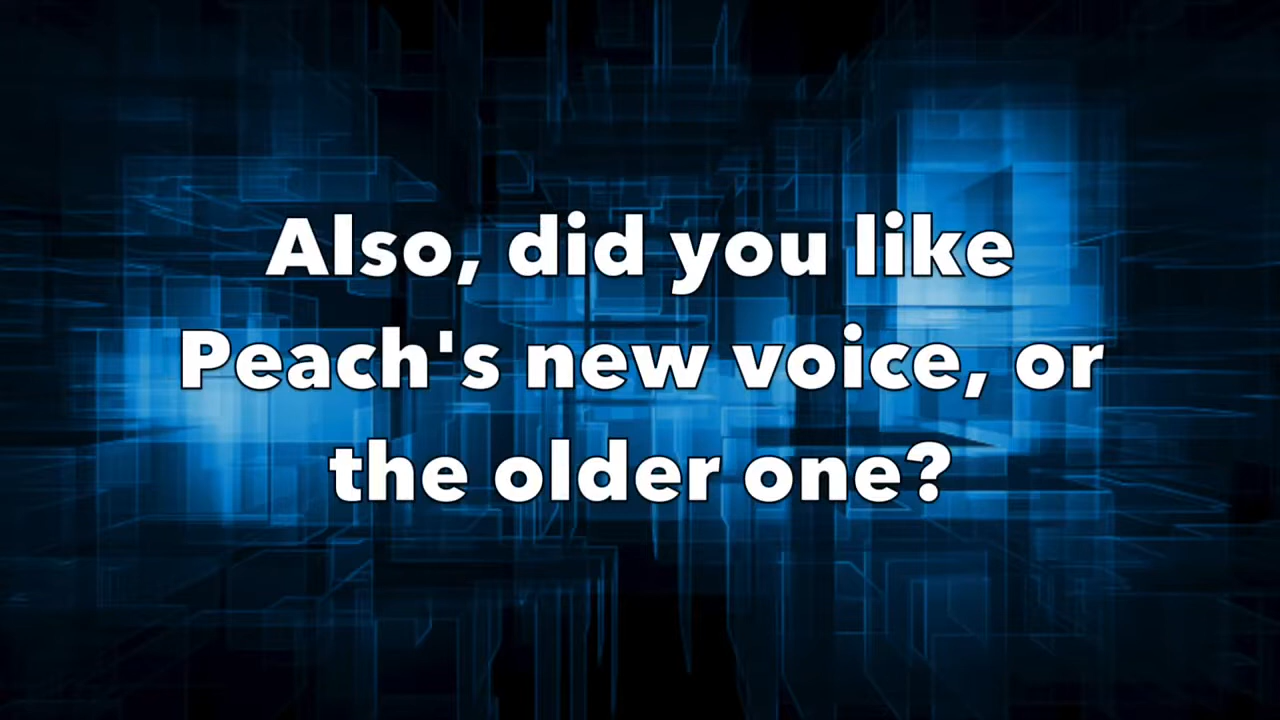 Also, did you like
Peach's new voice, or
the older one?